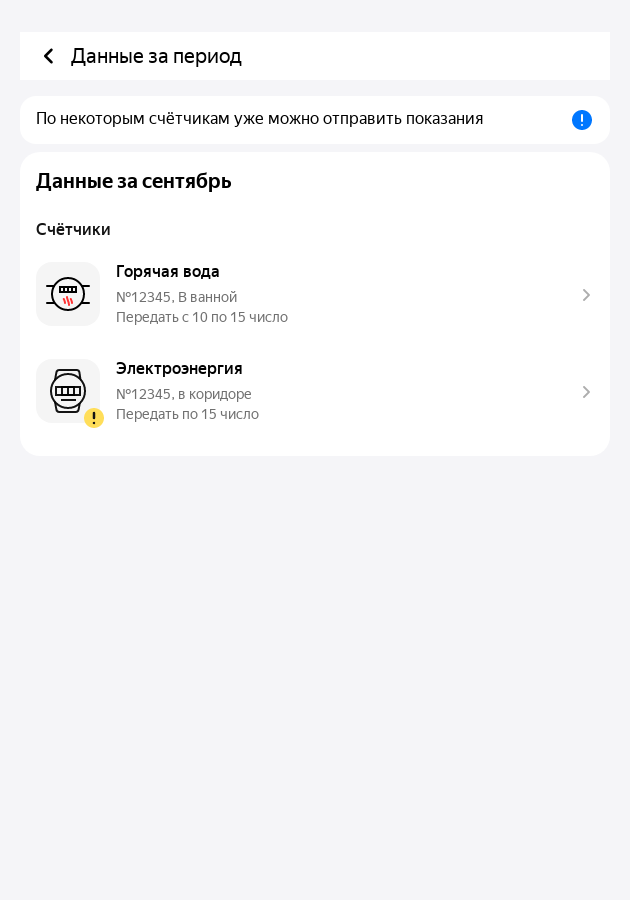 Данные за период
По некоторым счётчикам уже можно отправить показания
Данные за сентябрь
Счётчики
Горячая вода
№12345, В ванной
Передать с 10 по 15 число
Электроэнергия
№12345, в коридоре
Передать по 15 число